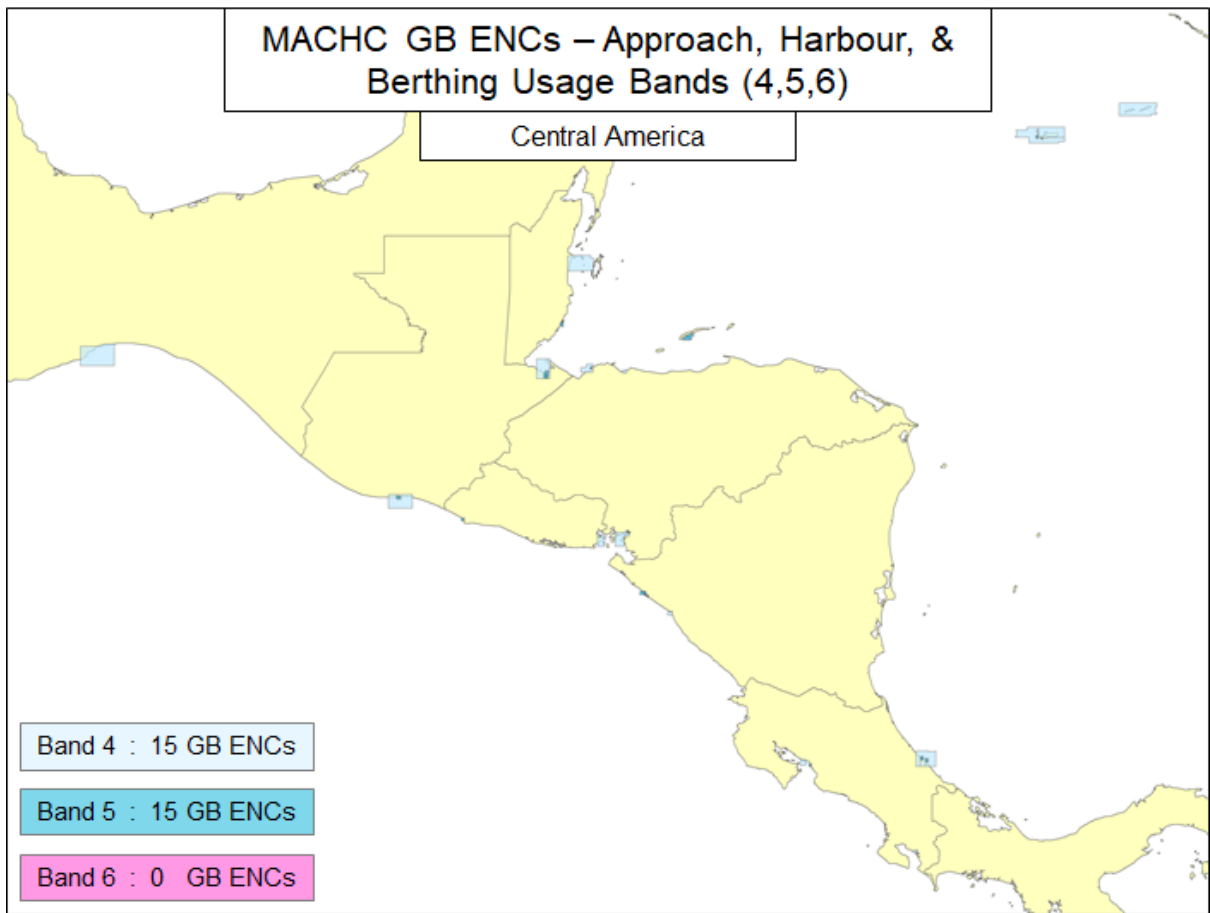 MACHC GB ENCs – Approach, Harbour, &
Berthing Usage Bands (4,5,6)
Central America
Band 4 : 15 GB ENCs
Band 5 : 15 GB ENCs
Band 6 : 0 GB ENCs